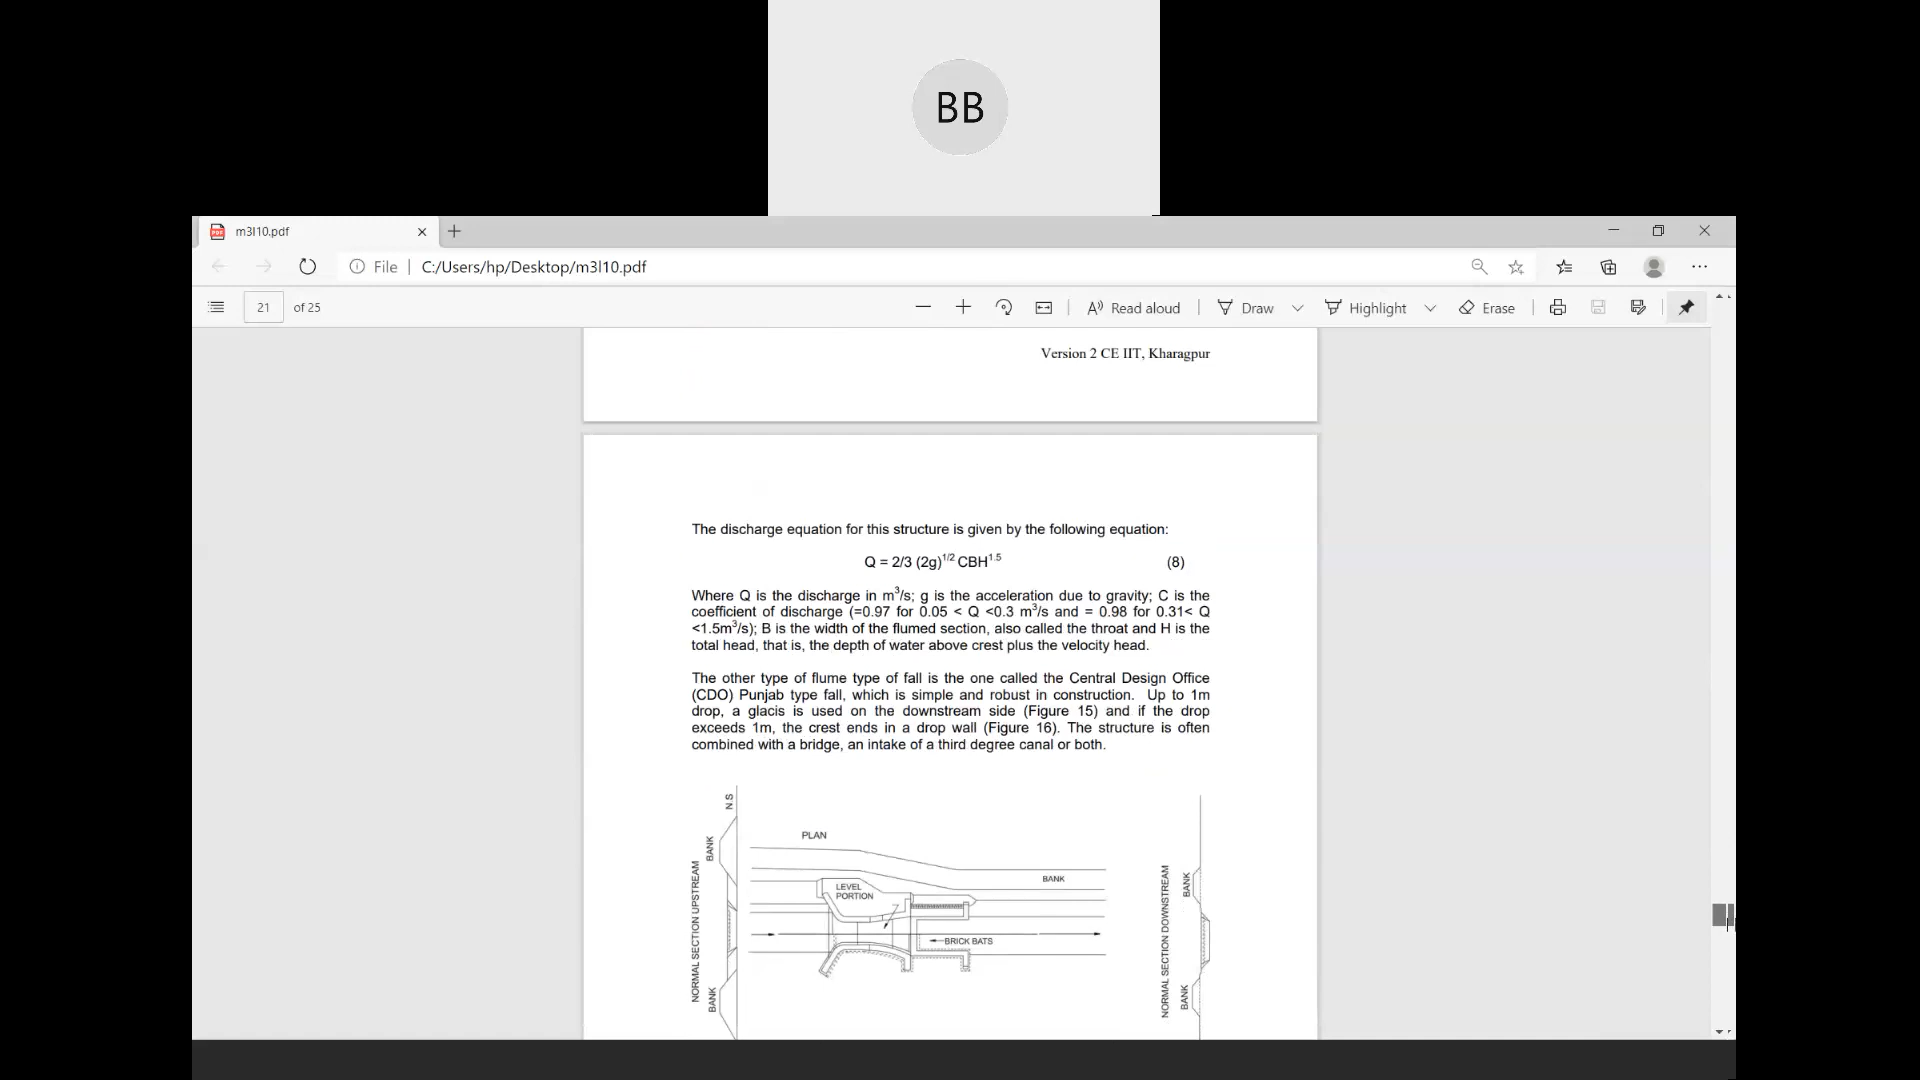 BB
m3l10.pdf
File | C:/Users/hp/Desktop/m3l10.pdf
21 of 25
Read aloud
Draw
Highlight
Erase
Version 2 CE IIT, Kharagpur
The discharge equation for this structure is given by the following equation:
Q = 2/3 (2g)^1/2 CBH^1.5 (8)
Where Q is the discharge in m³/s; g is the acceleration due to gravity; C is the
coefficient of discharge (=0.97 for 0.05 < Q <0.3 m³/s and = 0.98 for 0.31< Q
<1.5m³/s); B is the width of the flumed section, also called the throat and H is the
total head, that is, the depth of water above crest plus the velocity head.
The other type of flume type of fall is the one called the Central Design Office
(CDO) Punjab type fall, which is simple and robust in construction. Up to 1m
drop, a glacis is used on the downstream side (Figure 15) and if the drop
exceeds 1m, the crest ends in a drop wall (Figure 16). The structure is often
combined with a bridge, an intake of a third degree canal or both.
N.S
BANK
NORMAL SECTION UPSTREAM
BANK
PLAN
LEVEL
PORTION
BANK
BRICK BATS
NORMAL SECTION DOWNSTREAM
BANK
BANK